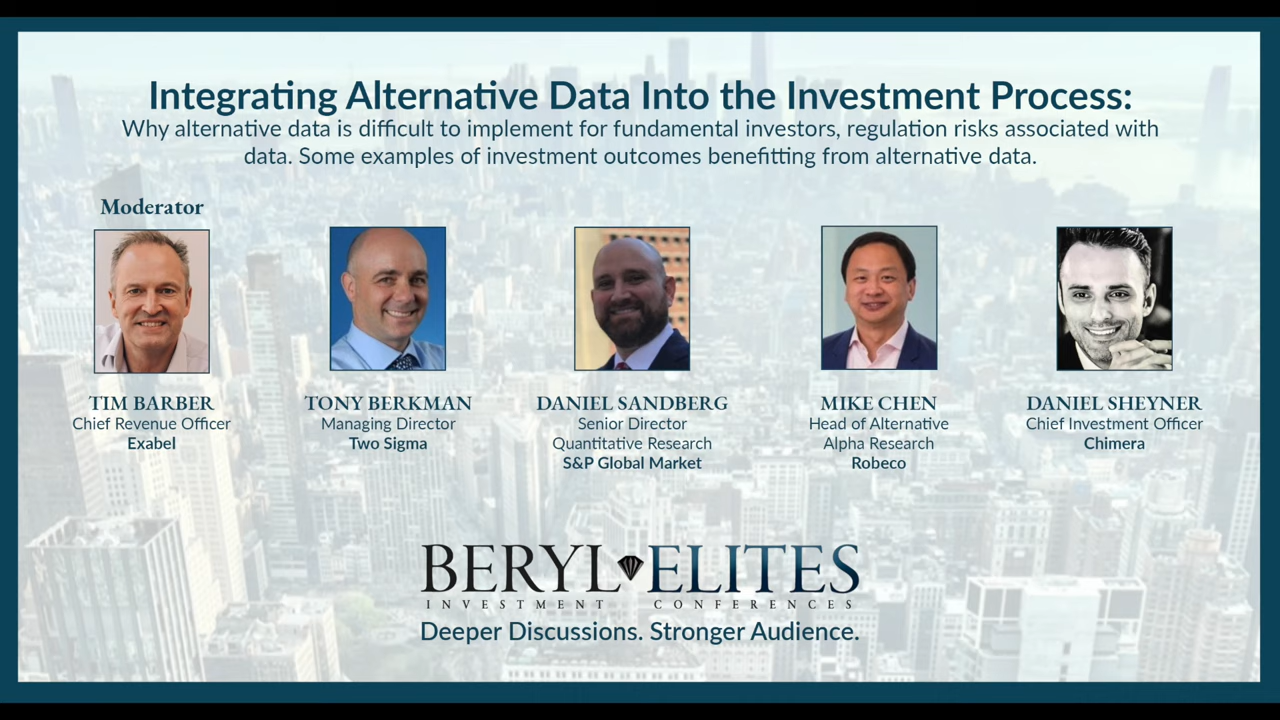 Integrating Alternative Data Into the Investment Process:
Why alternative data is difficult to implement for fundamental investors, regulation risks associated with
data. Some examples of investment outcomes benefitting from alternative data.
Moderator
TIM BARBER
Chief Revenue Officer
Exabel
TONY BERKMAN
Managing Director
Two Sigma
DANIEL SANDBERG
Senior Director
Quantitative Research
S&P Global Market
MIKE CHEN
Head of Alternative
Alpha Research
Robeco
DANIEL SHEYNER
Chief Investment Officer
Chimera
BERYL ELITES
INVESTMENT CONFERENCES
Deeper Discussions. Stronger Audience.